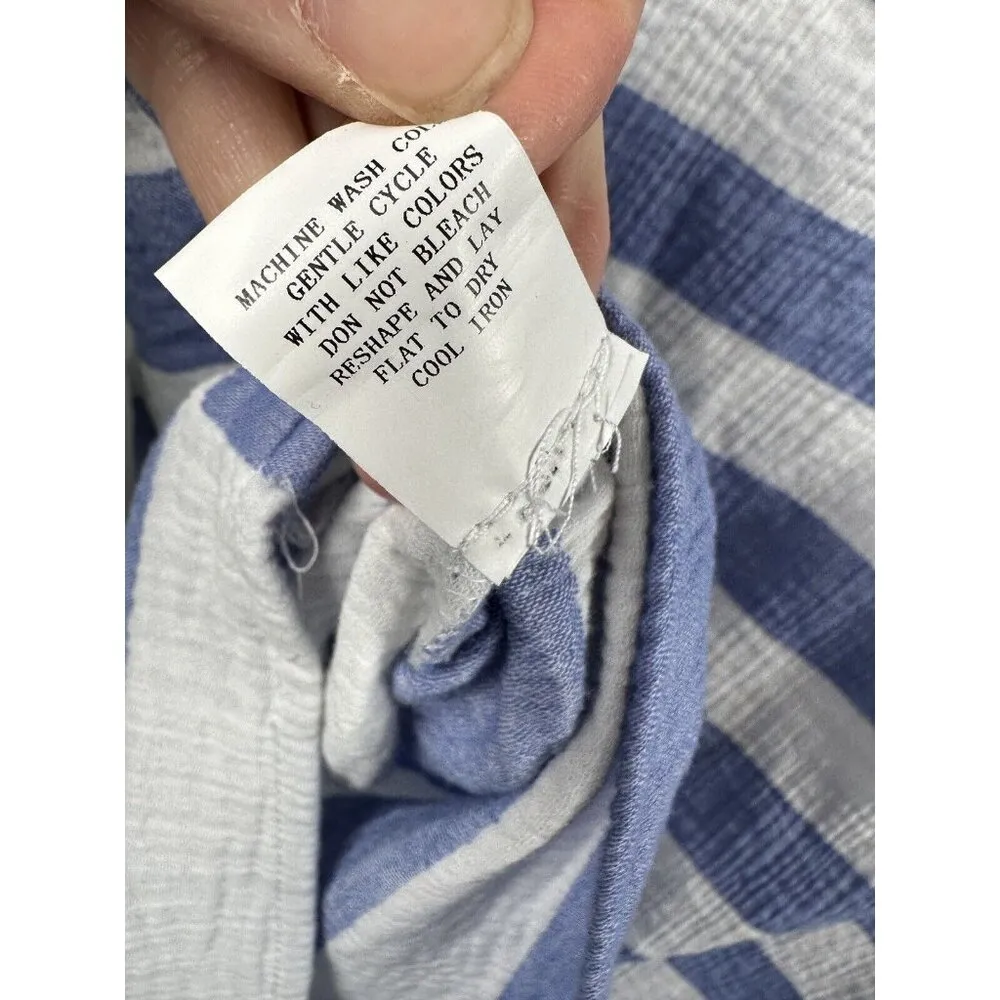 MACHINE WASH
GENTLE CYCLE
WITH LIKE COLORS
DON NOT BLEACH
RESHAPE AND LAY
FLAT TO DRY
COOL IRON